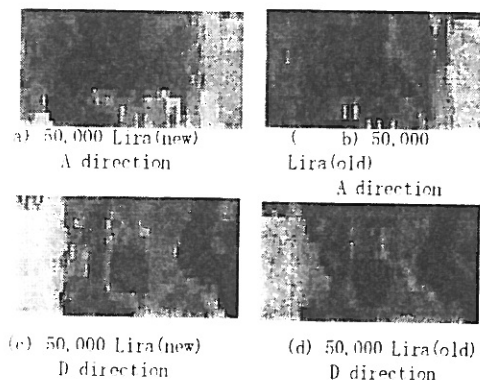 a) 50,000 Lira(new)
A direction
( b) 50,000
Lira(old)
A direction
(c) 50,000 Lira(new)
D direction
(d) 50,000 Lira(old)
D direction